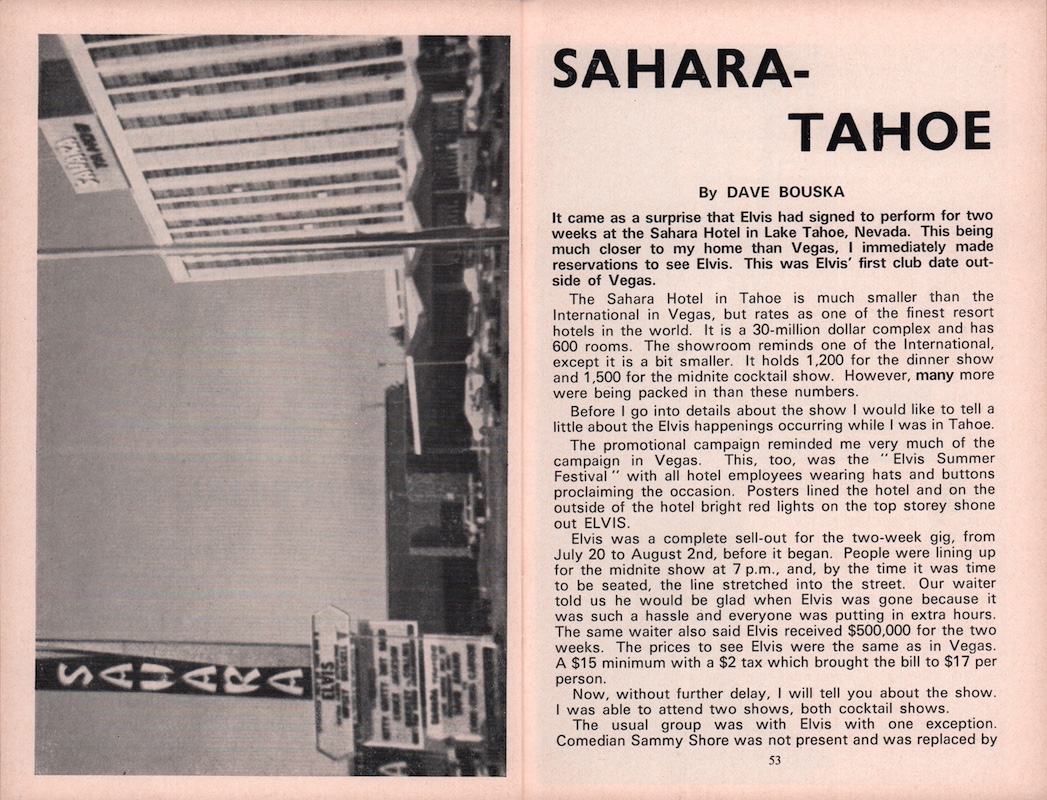 SAHARA
TAHOE
SAHARA
ELVIS
NITTY GRITTY DIRT BAND
SAHARA-
TAHOE
By DAVE BOUSKA
It came as a surprise that Elvis had signed to perform for two
weeks at the Sahara Hotel in Lake Tahoe, Nevada. This being
much closer to my home than Vegas, I immediately made
reservations to see Elvis. This was Elvis' first club date out-
side of Vegas.
The Sahara Hotel in Tahoe is much smaller than the
International in Vegas, but rates as one of the finest resort
hotels in the world. It is a 30-million dollar complex and has
600 rooms. The showroom reminds one of the International,
except it is a bit smaller. It holds 1,200 for the dinner show
and 1,500 for the midnite cocktail show. However, many more
were being packed in than these numbers.
Before I go into details about the show I would like to tell a
little about the Elvis happenings occurring while I was in Tahoe.
The promotional campaign reminded me very much of the
campaign in Vegas. This, too, was the "Elvis Summer
Festival" with all hotel employees wearing hats and buttons
proclaiming the occasion. Posters lined the hotel and on the
outside of the hotel bright red lights on the top storey shone
out ELVIS.
Elvis was a complete sell-out for the two-week gig, from
July 20 to August 2nd, before it began. People were lining up
for the midnite show at 7 p.m., and, by the time it was time
to be seated, the line stretched into the street. Our waiter
told us he would be glad when Elvis was gone because it
was such a hassle and everyone was putting in extra hours.
The same waiter also said Elvis received $500,000 for the two
weeks. The prices to see Elvis were the same as in Vegas.
A $15 minimum with a $2 tax which brought the bill to $17 per
person.
Now, without further delay, I will tell you about the show.
I was able to attend two shows, both cocktail shows.
The usual group was with Elvis with one exception.
Comedian Sammy Shore was not present and was replaced by
53